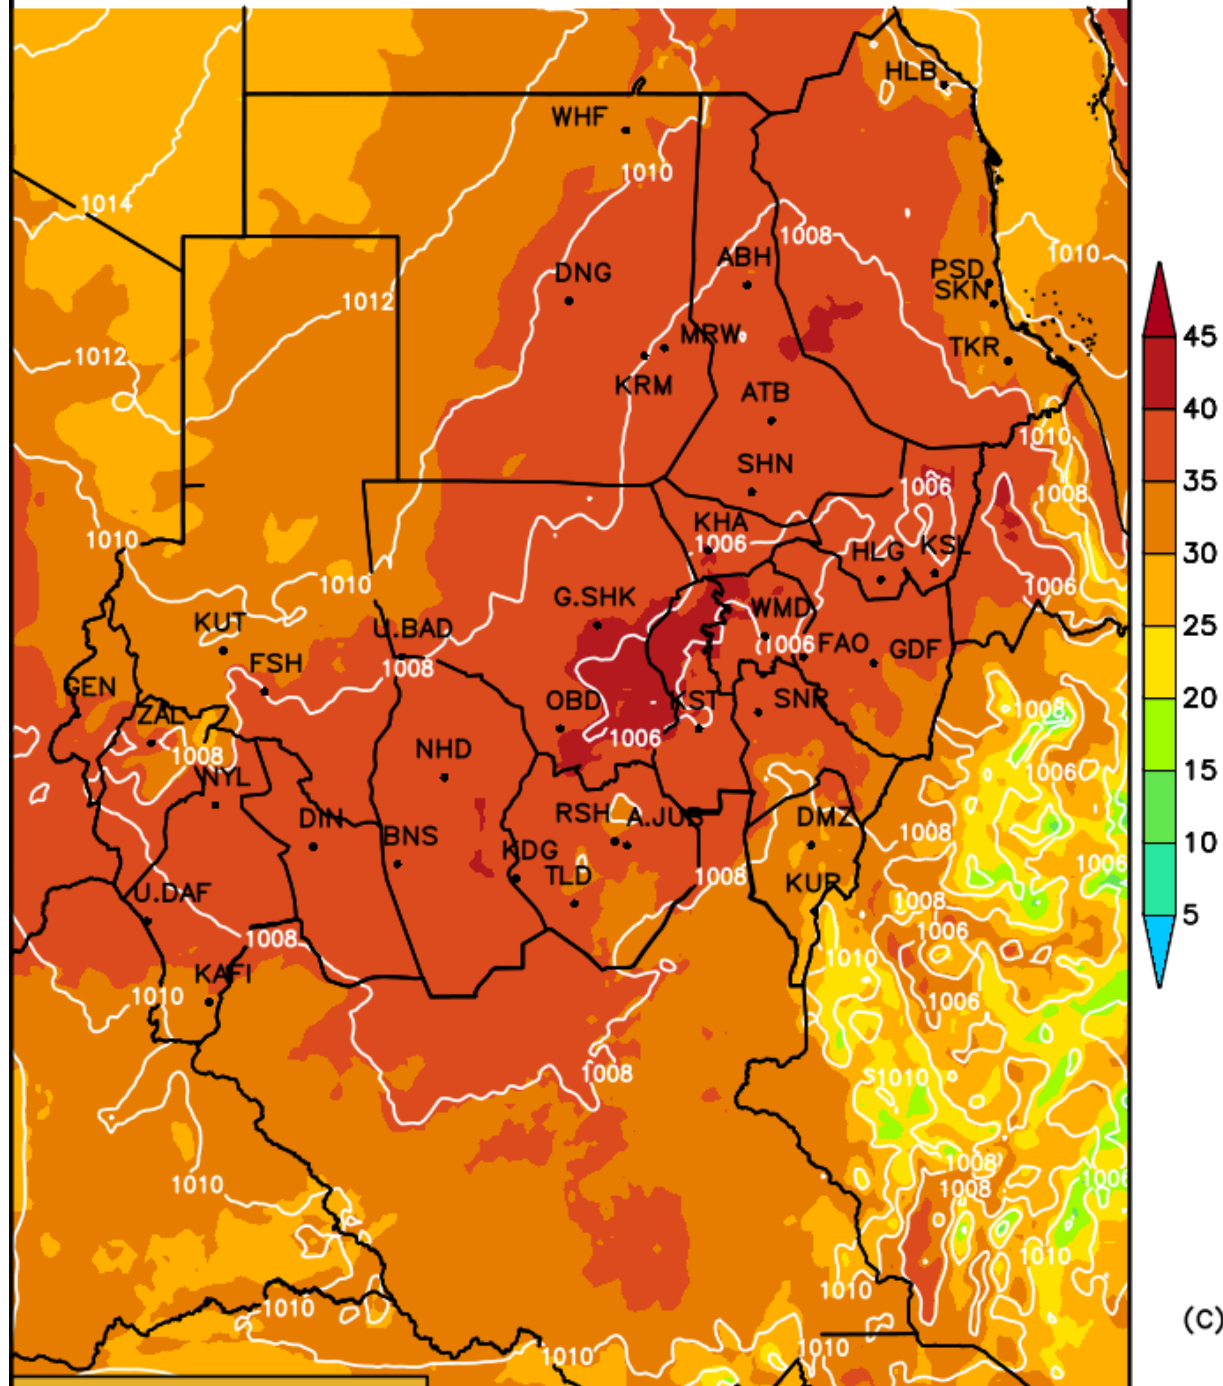 HLB
WHF
1010
1014
1008
ABH
1010
DNG
PSD
SKN
1012
MRW
TKR
1012
KRM
ATB
1010
SHN
1006
1008
KHA
1010
1006
HLG
KSL
1010
1006
G.SHK
WMD
KUT
U.BAD
1006
FAO
GDF
FSH
1008
GEN
OBD
KST
SNR
ZAL
1008
1008
1006
NHD
1006
NYL
RSH
A.JUB
DMZ
DIN
BNS
1008
KDG
1006
TLD
1008
KUR
U.DAF
1008
1006
1008
1010
KAFI
1010
1006
1008
S1010
1008
1010
1008
1006
1010
1010
1010
1010
1010
45
40
35
30
25
20
15
10
5
(C)